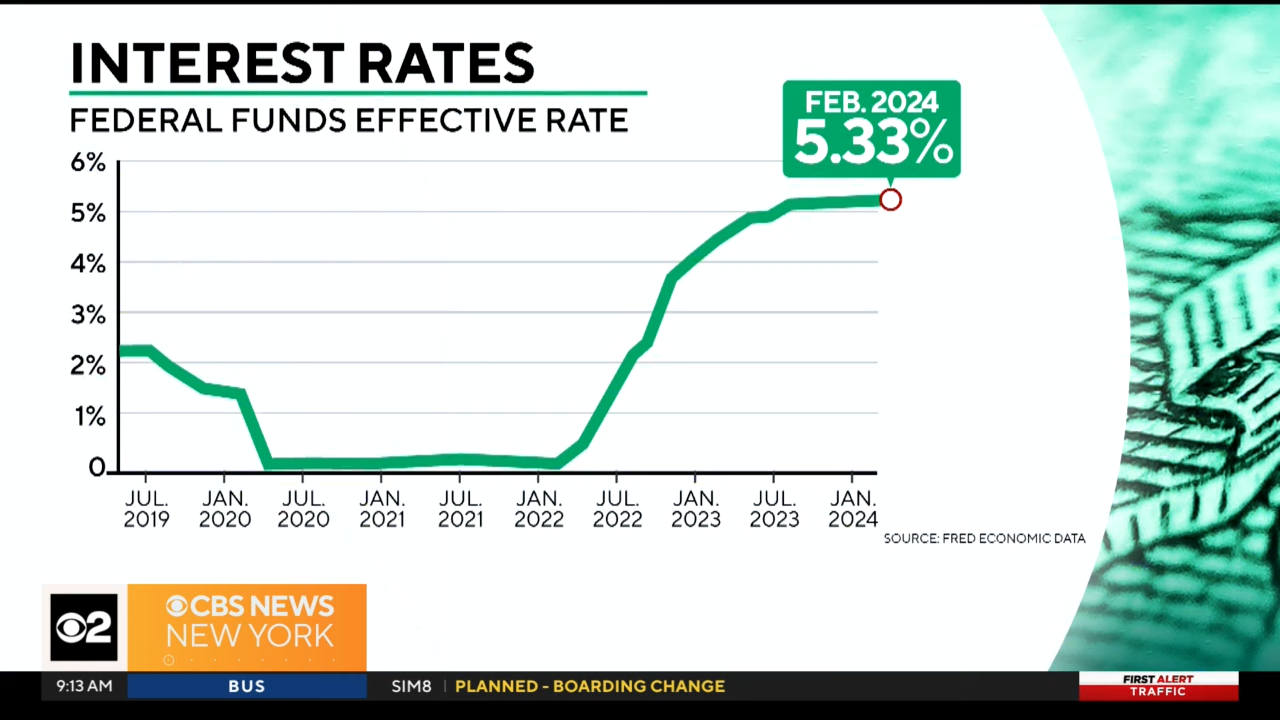 INTEREST RATES
FEDERAL FUNDS EFFECTIVE RATE
FEB. 2024
5.33%
6%
5%
4%
3%
2%
1%
0
JUL. JAN. JUL. JAN. JUL. JAN. JUL. JAN. JUL. JAN.
2019 2020 2020 2021 2021 2022 2022 2023 2023 2024
SOURCE: FRED ECONOMIC DATA
2
CBS NEWS
NEW YORK
9:13 AM BUS SIM8 PLANNED - BOARDING CHANGE
FIRST ALERT
TRAFFIC